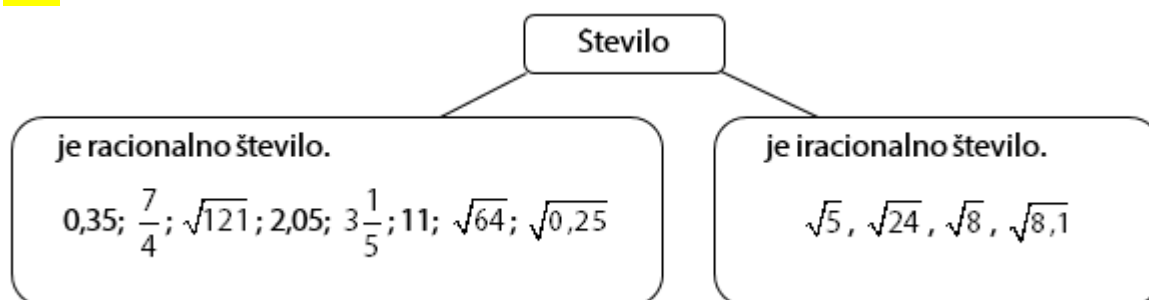 Stevilo
je racionalno število.
0,35; 7/4; √121; 2,05; 3 1/5; 11; √64; √0,25
je iracionalno število.
√5, √24, √8, √8,1